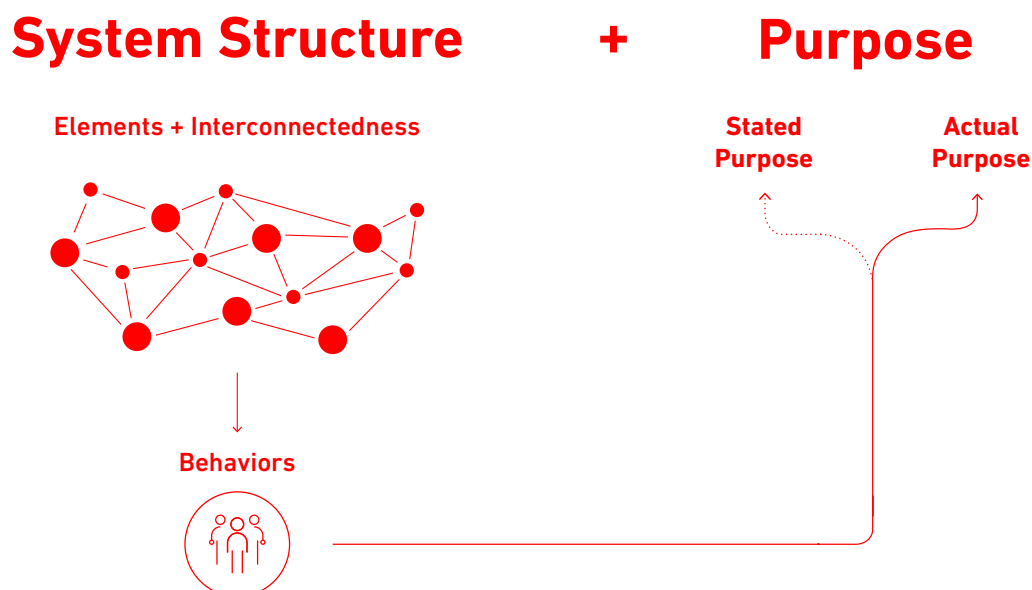 System Structure + Purpose
Elements + Interconnectedness
Stated
Purpose
Actual
Purpose
Behaviors